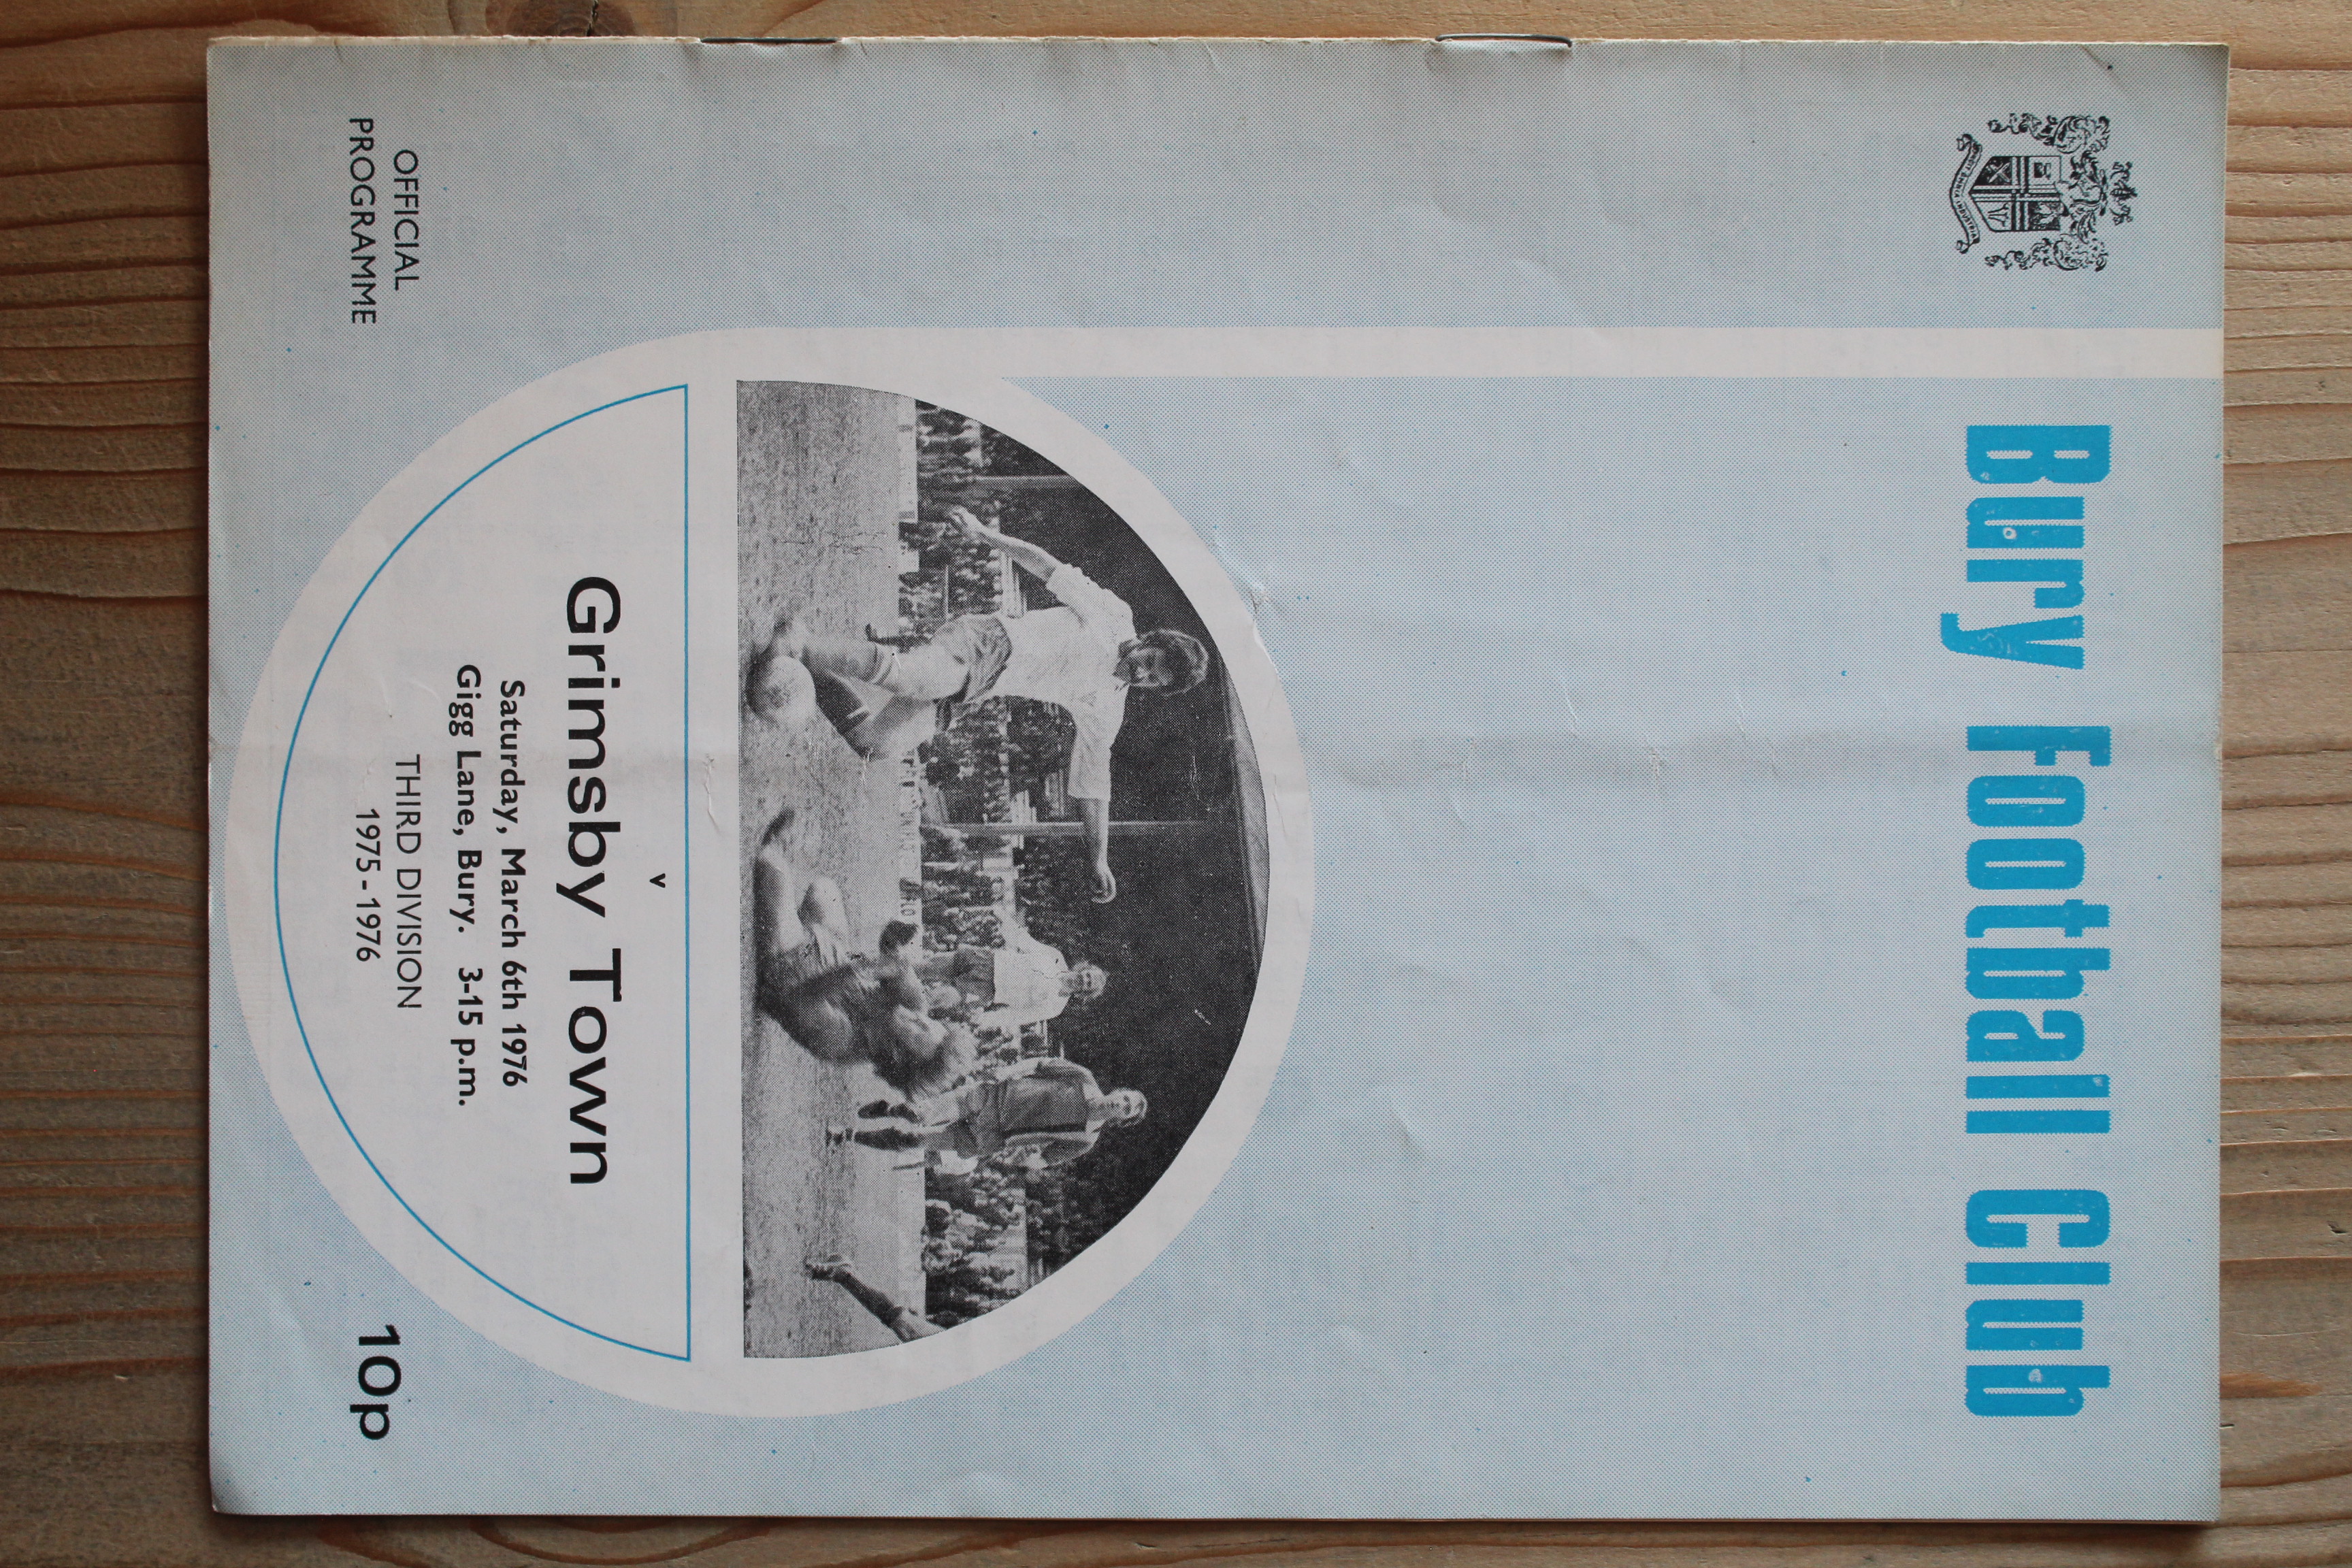 Bury Football Club
v
Grimsby Town
Saturday, March 6th 1976
Gigg Lane, Bury. 3-15 p.m.
THIRD DIVISION
1975-1976
OFFICIAL
PROGRAMME
10p